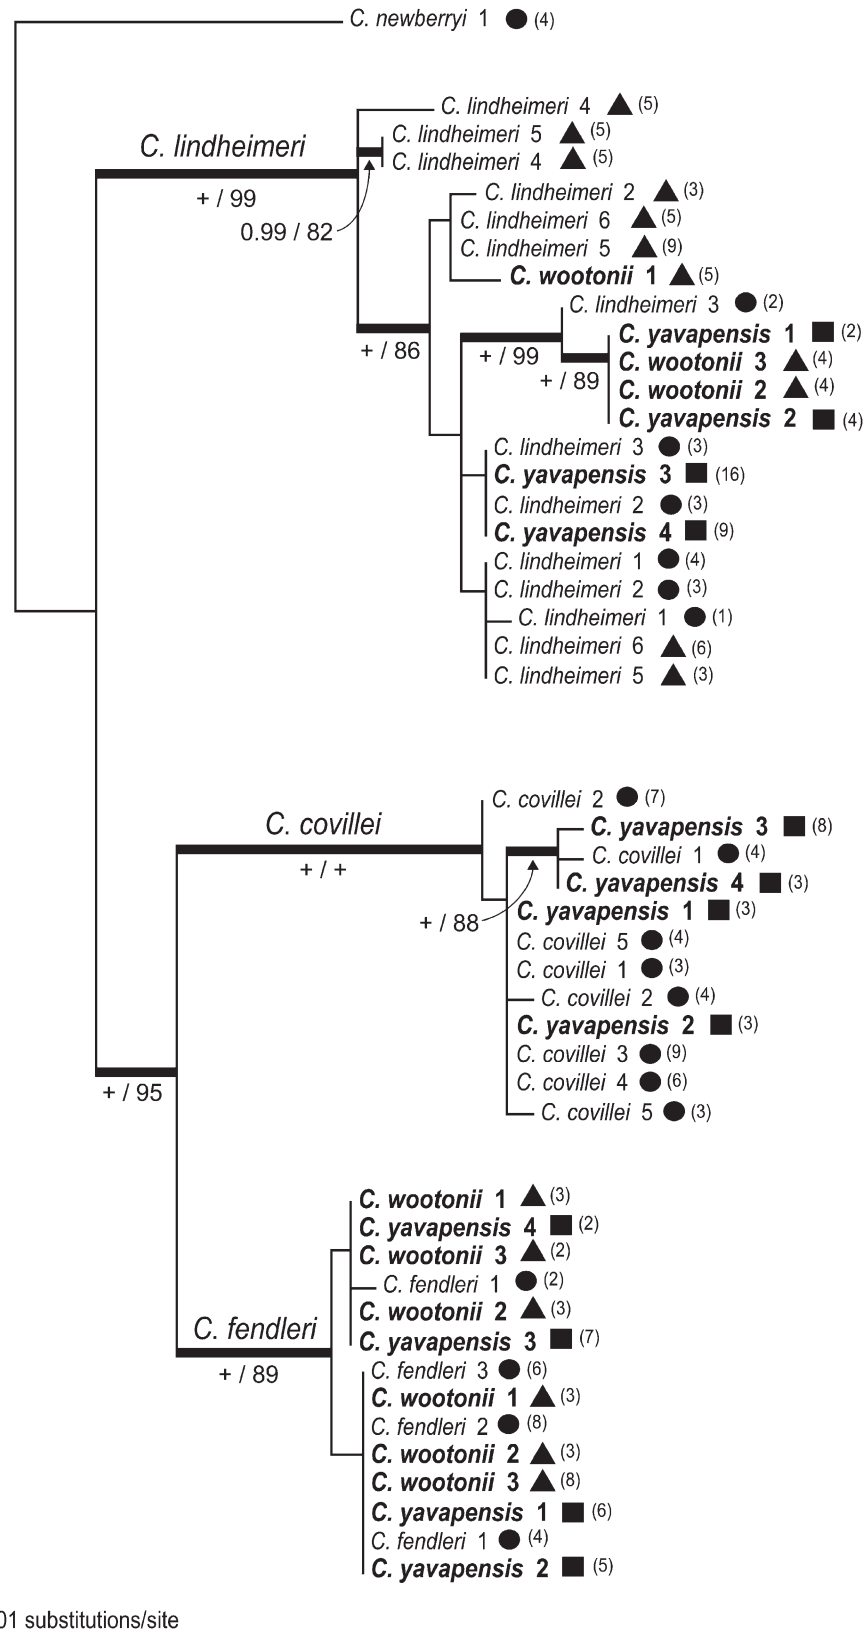 C. newberryi 1 (4)
C. lindheimeri 4 (5)
C. lindheimeri 5 (5)
C. lindheimeri
C. lindheimeri 4 (5)
+ / 99
C. lindheimeri 2 (3)
C. lindheimeri 6 (5)
0.99 / 82
C. lindheimeri 5 (9)
C. wootonii 1 (5)
C. lindheimeri 3 (2)
C. yavapensis 1 (2)
+ / 86
+ / 99
C. wootonii 3 (4)
+ / 89
C. wootonii 2 (4)
C. yavapensis 2 (4)
C. lindheimeri 3 (3)
C. yavapensis 3 (16)
C. lindheimeri 2 (3)
C. yavapensis 4 (9)
C. lindheimeri 1 (4)
C. lindheimeri 2 (3)
C. lindheimeri 1 (1)
C. lindheimeri 6 (6)
C. lindheimeri 5 (3)
C. covillei 2 (7)
C. covillei
C. yavapensis 3 (8)
C. covillei 1 (4)
+ / +
C. yavapensis 4 (3)
C. yavapensis 1 (3)
+ / 88
C. covillei 5 (4)
C. covillei 1 (3)
C. covillei 2 (4)
C. yavapensis 2 (3)
C. covillei 3 (9)
C. covillei 4 (6)
+ / 95
C. covillei 5 (3)
C. wootonii 1 (3)
C. yavapensis 4 (2)
C. wootonii 3 (2)
C. fendleri 1 (2)
C. wootonii 2 (3)
C. fendleri
C. yavapensis 3 (7)
C. fendleri 3 (6)
+ / 89
C. wootonii 1 (3)
C. fendleri 2 (8)
C. wootonii 2 (3)
C. wootonii 3 (8)
C. yavapensis 1 (6)
C. fendleri 1 (4)
C. yavapensis 2 (5)
01 substitutions/site